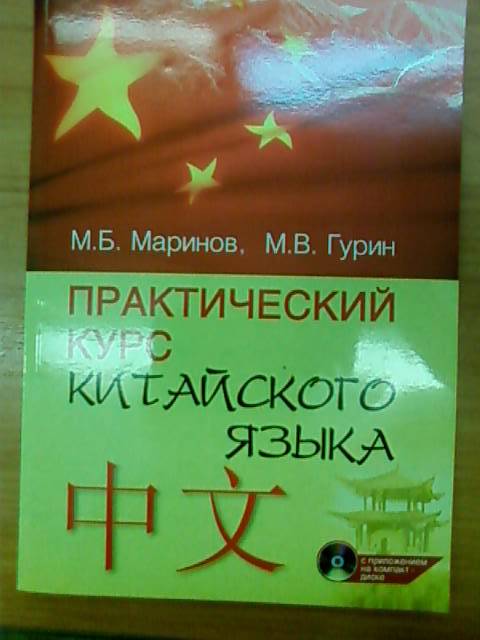 М.Б. Маринов, М.В. Гурин
ПРАКТИЧЕСКИЙ
КУРС
КИТАЙСКОГО
ЯЗЫКА
中文
с приложением
на компакт-
диске